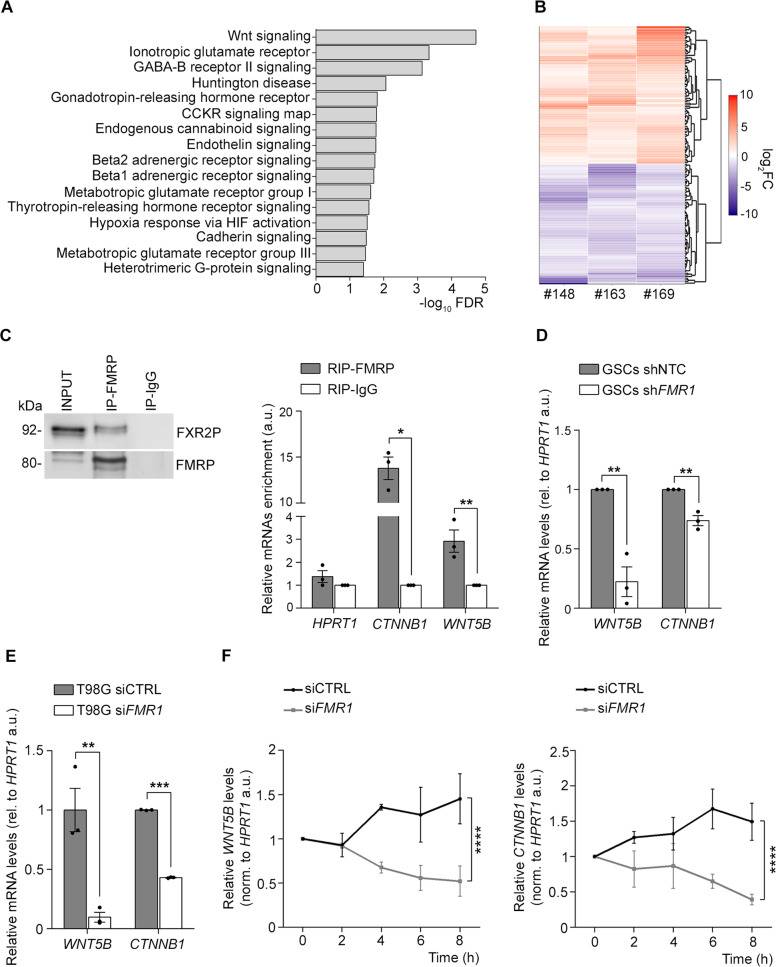 A
Wnt signaling
Ionotropic glutamate receptor
GABA-B receptor II signaling
Huntington disease
Gonadotropin-releasing hormone receptor
CCKR signaling map
Endogenous cannabinoid signaling
Endothelin signaling
Beta2 adrenergic receptor signaling
Beta1 adrenergic receptor signaling
Metabotropic glutamate receptor group I
Thyrotropin-releasing hormone receptor signaling
Hypoxia response via HIF activation
Cadherin signaling
Metabotropic glutamate receptor group III
Heterotrimeric G-protein signaling
0 1 2 3 4 5
-log10 FDR
B
10
5
0
-5
-10
log2FC
#148 #163 #169
C
kDa
INPUT
IP-FMRP
IP-IgG
92-
FXR2P
80-
FMRP
RIP-FMRP
RIP-IgG
Relative mRNAs enrichment (a.u.)
20
15
10
4
3
2
1
0
*
**
HPRT1 CTNNB1 WNT5B
D
GSCs shNTC
GSCs shFMR1
Relative mRNA levels (rel. to HPRT1 a.u.)
1.5
1
0.5
0
** **
WNT5B CTNNB1
E
T98G siCTRL
T98G siFMR1
Relative mRNA levels (rel. to HPRT1 a.u.)
1.5
1
0.5
0
** ***
WNT5B CTNNB1
F
siCTRL
siFMR1
Relative WNT5B levels
(norm. to HPRT1 a.u.)
2
1.5
1
0.5
0
****
0 2 4 6 8
Time (h)
siCTRL
siFMR1
Relative CTNNB1 levels
(norm. to HPRT1 a.u.)
2.5
2
1.5
1
0.5
0
****
0 2 4 6 8
Time (h)